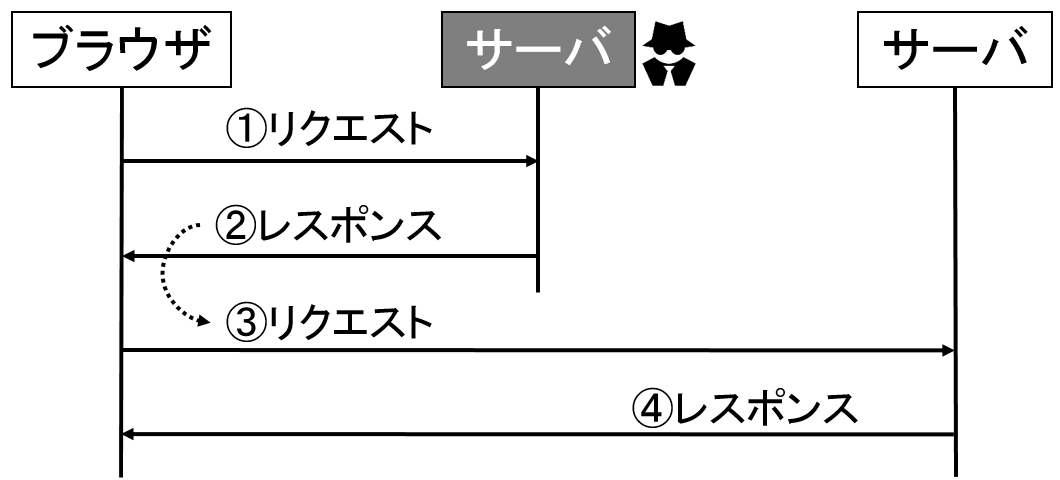 ブラウザ
サーバ
サーバ
①リクエスト
②レスポンス
③リクエスト
④レスポンス